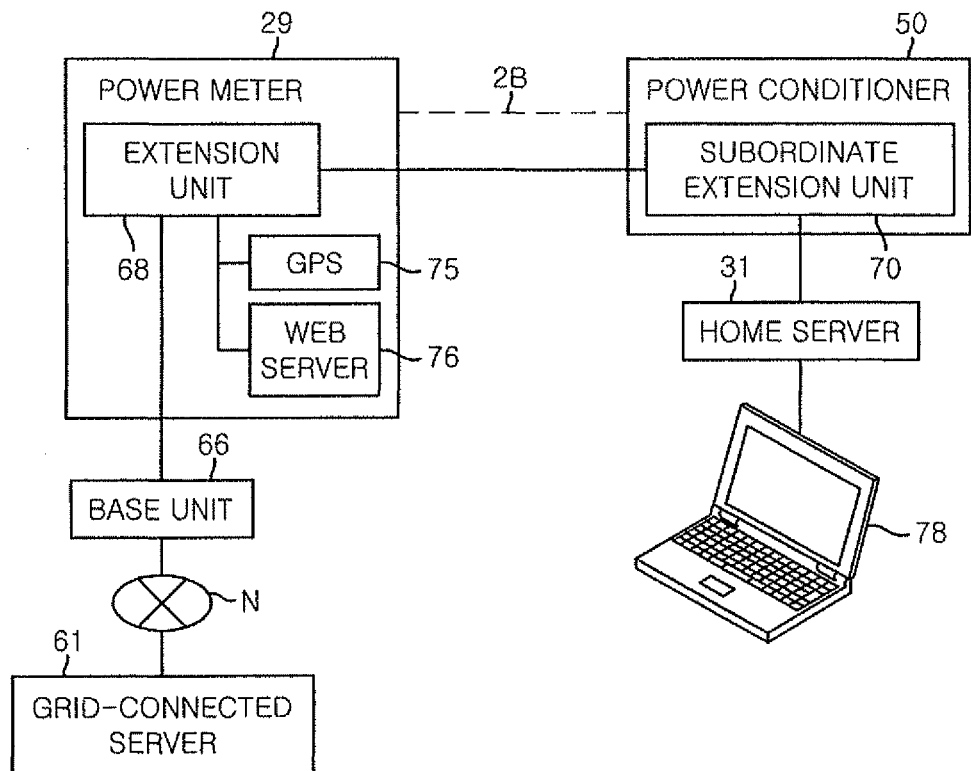 29
50
POWER METER
2B
POWER CONDITIONER
EXTENSION
UNIT
SUBORDINATE
EXTENSION UNIT
68
GPS
75
70
31
WEB
SERVER
76
HOME SERVER
66
BASE UNIT
78
N
61
GRID-CONNECTED
SERVER